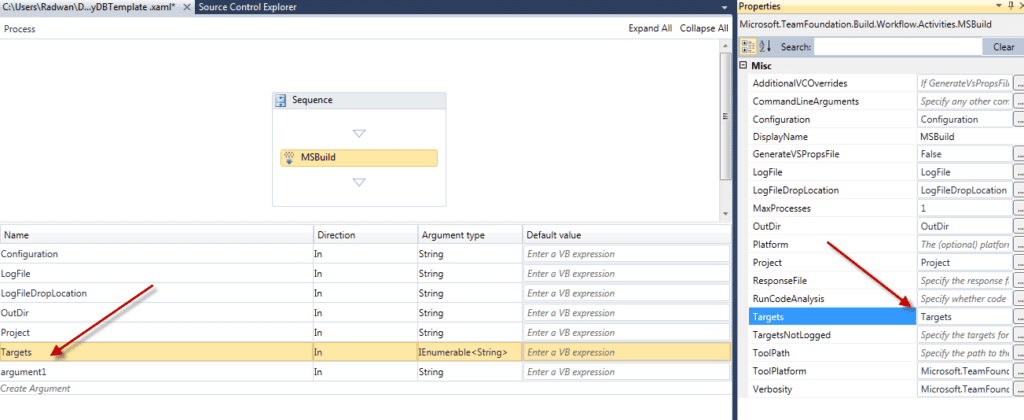 C:\Users\Radwan\D...yDBTemplate .xaml*
Source Control Explorer
Process
Expand All
Collapse All
Sequence
MSBuild
Name Direction Argument type Default value
Configuration In String Enter a VB expression
LogFile In String Enter a VB expression
LogFileDropLocation In String Enter a VB expression
OutDir In String Enter a VB expression
Project In String Enter a VB expression
Targets In IEnumerable<String> Enter a VB expression
argument1 In String Enter a VB expression
Create Argument
Properties
Microsoft.TeamFoundation.Build.Workflow.Activities.MSBuild
Search: Clear
Misc
AdditionalVCOverrides If GenerateVsPropsFil ...
CommandLineArguments Specify any other com ...
Configuration Configuration ...
DisplayName MSBuild
GenerateVSPropsFile False ...
LogFile LogFile ...
LogFileDropLocation LogFileDropLocation ...
MaxProcesses 1 ...
OutDir OutDir ...
Platform The (optional) platfor ...
Project Project ...
ResponseFile Specify the response f ...
RunCodeAnalysis Specify whether code ...
Targets Targets ...
TargetsNotLogged Specify the targets for ...
ToolPath Specify the path to the ...
ToolPlatform Microsoft.TeamFound ...
Verbosity Microsoft.TeamFound ...